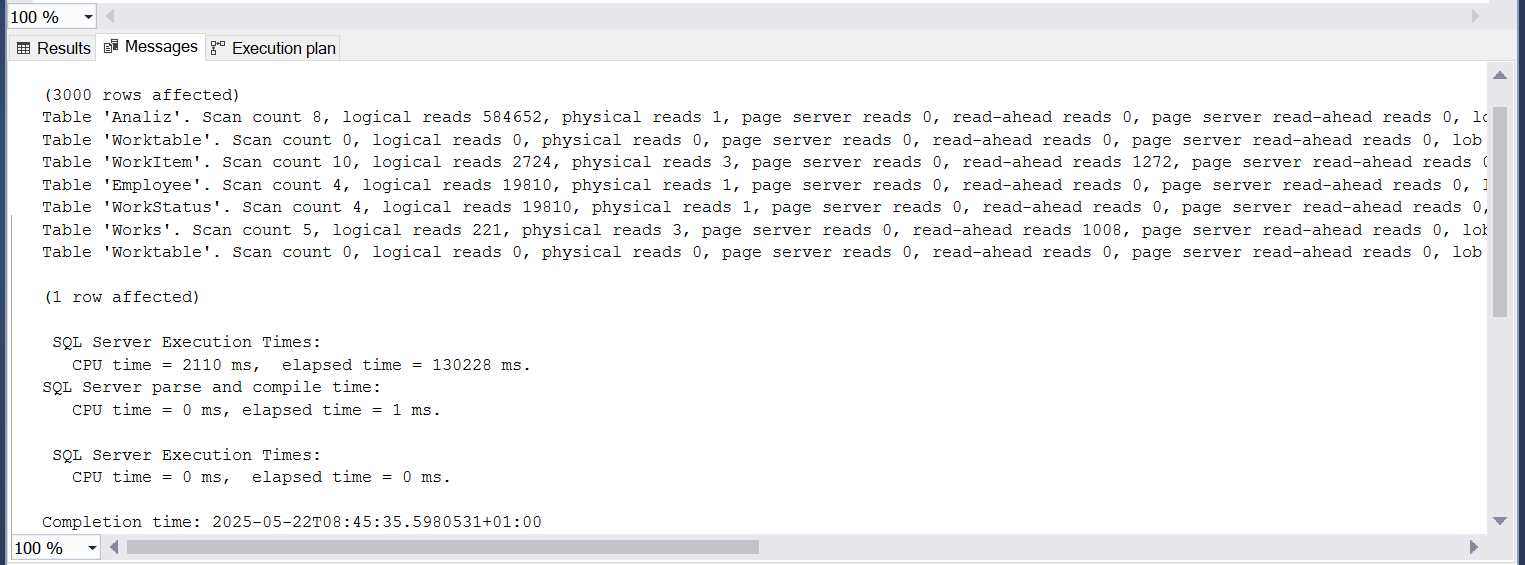 100 %
Results Messages Execution plan
(3000 rows affected)
Table 'Analiz'. Scan count 8, logical reads 584652, physical reads 1, page server reads 0, read-ahead reads 0, page server read-ahead reads 0,
Table 'Worktable'. Scan count 0, logical reads 0, physical reads 0, page server reads 0, read-ahead reads 0, page server read-ahead reads 0, lob
Table 'WorkItem'. Scan count 10, logical reads 2724, physical reads 3, page server reads 0, read-ahead reads 1272, page server read-ahead reads
Table 'Employee'. Scan count 4, logical reads 19810, physical reads 1, page server reads 0, read-ahead reads 0, page server read-ahead reads 0,
Table 'WorkStatus'. Scan count 4, logical reads 19810, physical reads 1, page server reads 0, read-ahead reads 0, page server read-ahead reads 0,
Table 'Works'. Scan count 5, logical reads 221, physical reads 3, page server reads 0, read-ahead reads 1008, page server read-ahead reads 0,
Table 'Worktable'. Scan count 0, logical reads 0, physical reads 0, page server reads 0, read-ahead reads 0, page server read-ahead reads 0, lob
(1 row affected)
SQL Server Execution Times:
CPU time = 2110 ms, elapsed time = 130228 ms.
SQL Server parse and compile time:
CPU time = 0 ms, elapsed time = 1 ms.
SQL Server Execution Times:
CPU time = 0 ms, elapsed time = 0 ms.
Completion time: 2025-05-22T08:45:35.5980531+01:00
100 %